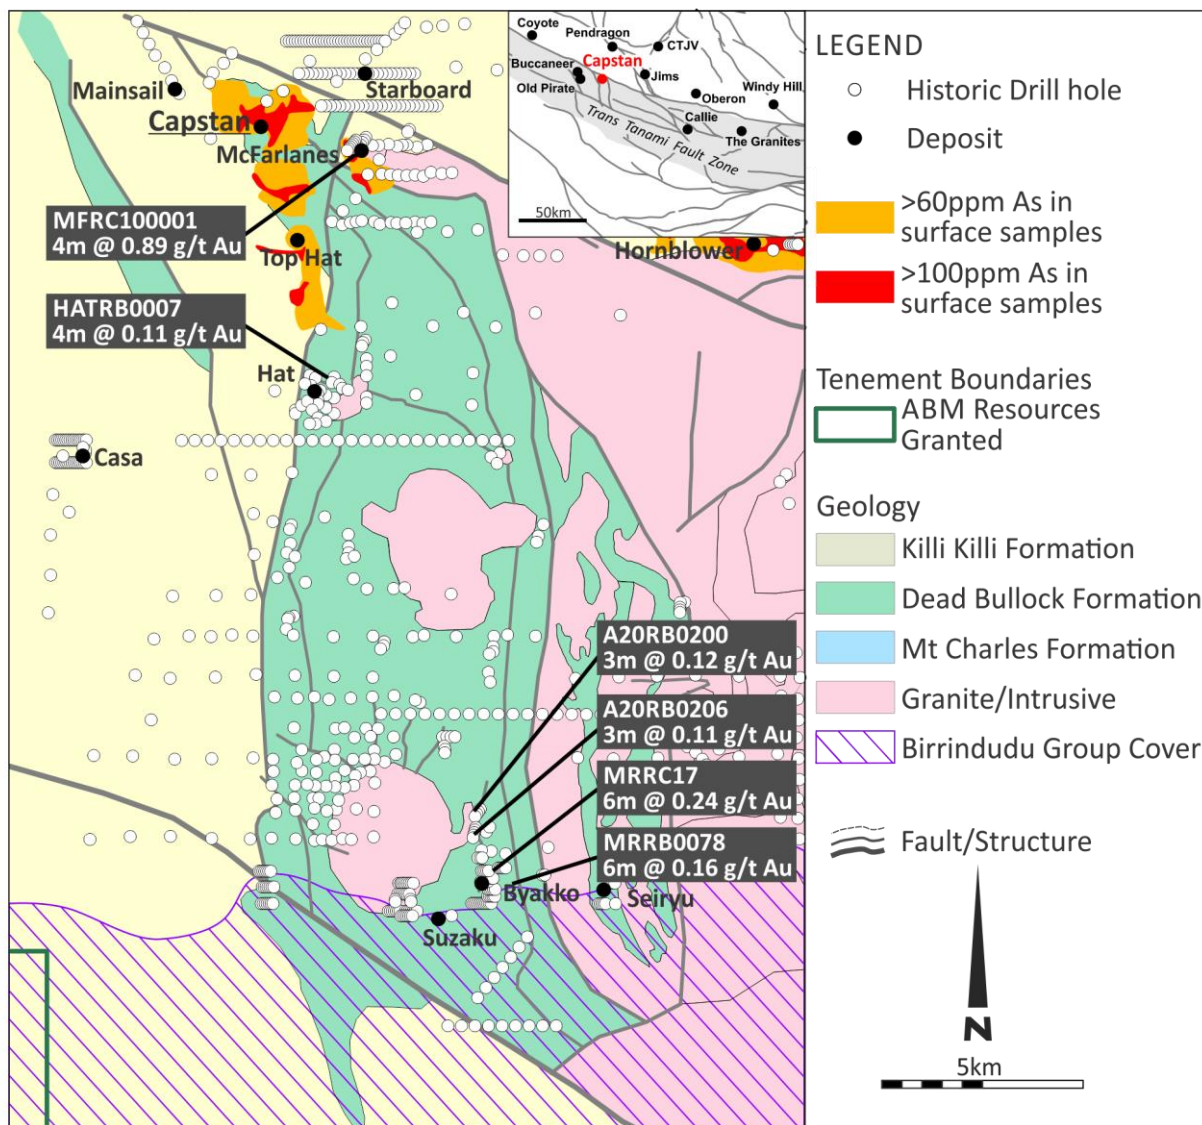 Mainsail
Starboard
Capstan
McFarlanes
MFRC100001
4m @ 0.89 g/t Au
Top Hat
HATRB0007
4m @ 0.11 g/t Au
Hat
Casa
Hornblower
A20RB0200
3m @ 0.12 g/t Au
A20RB0206
3m @ 0.11 g/t Au
MRRC17
6m @ 0.24 g/t Au
MRRB0078
6m @ 0.16 g/t Au
Byakko
Seiryu
Suzaku
Coyote
Pendragon
CTJV
Buccaneer
Capstan
Jims
Old Pirate
Oberon
Windy Hill
Callie
The Granites
Trans Tanami Fault Zone
50km
LEGEND
Historic Drill hole
Deposit
>60ppm As in
surface samples
>100ppm As in
surface samples
Tenement Boundaries
ABM Resources
Granted
Geology
Killi Killi Formation
Dead Bullock Formation
Mt Charles Formation
Granite/Intrusive
Birrindudu Group Cover
Fault/Structure
N
5km